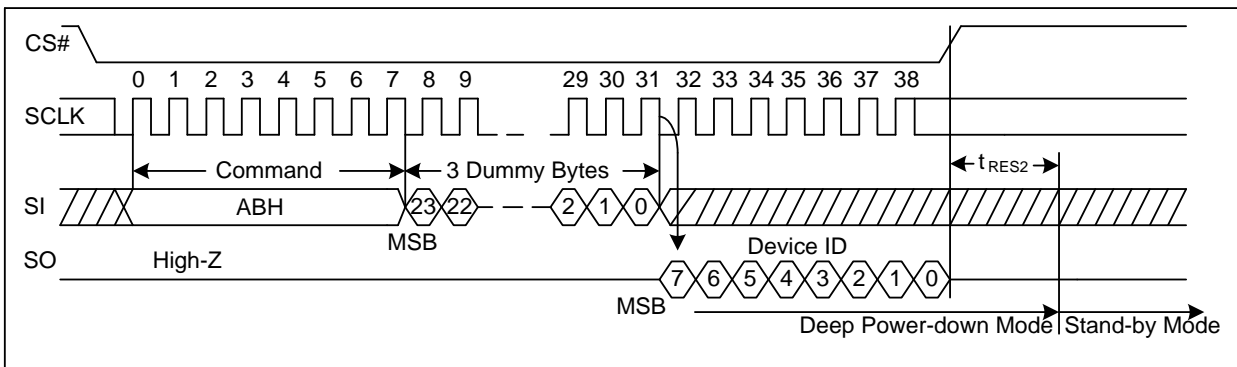 CS#
0 1 2 3 4 5 6 7 8 9 29 30 31 32 33 34 35 36 37 38
SCLK
Command 3 Dummy Bytes t RES2
SI ABH 23 22 2 1 0
MSB
SO High-Z Device ID
7 6 5 4 3 2 1 0
MSB
Deep Power-down Mode Stand-by Mode